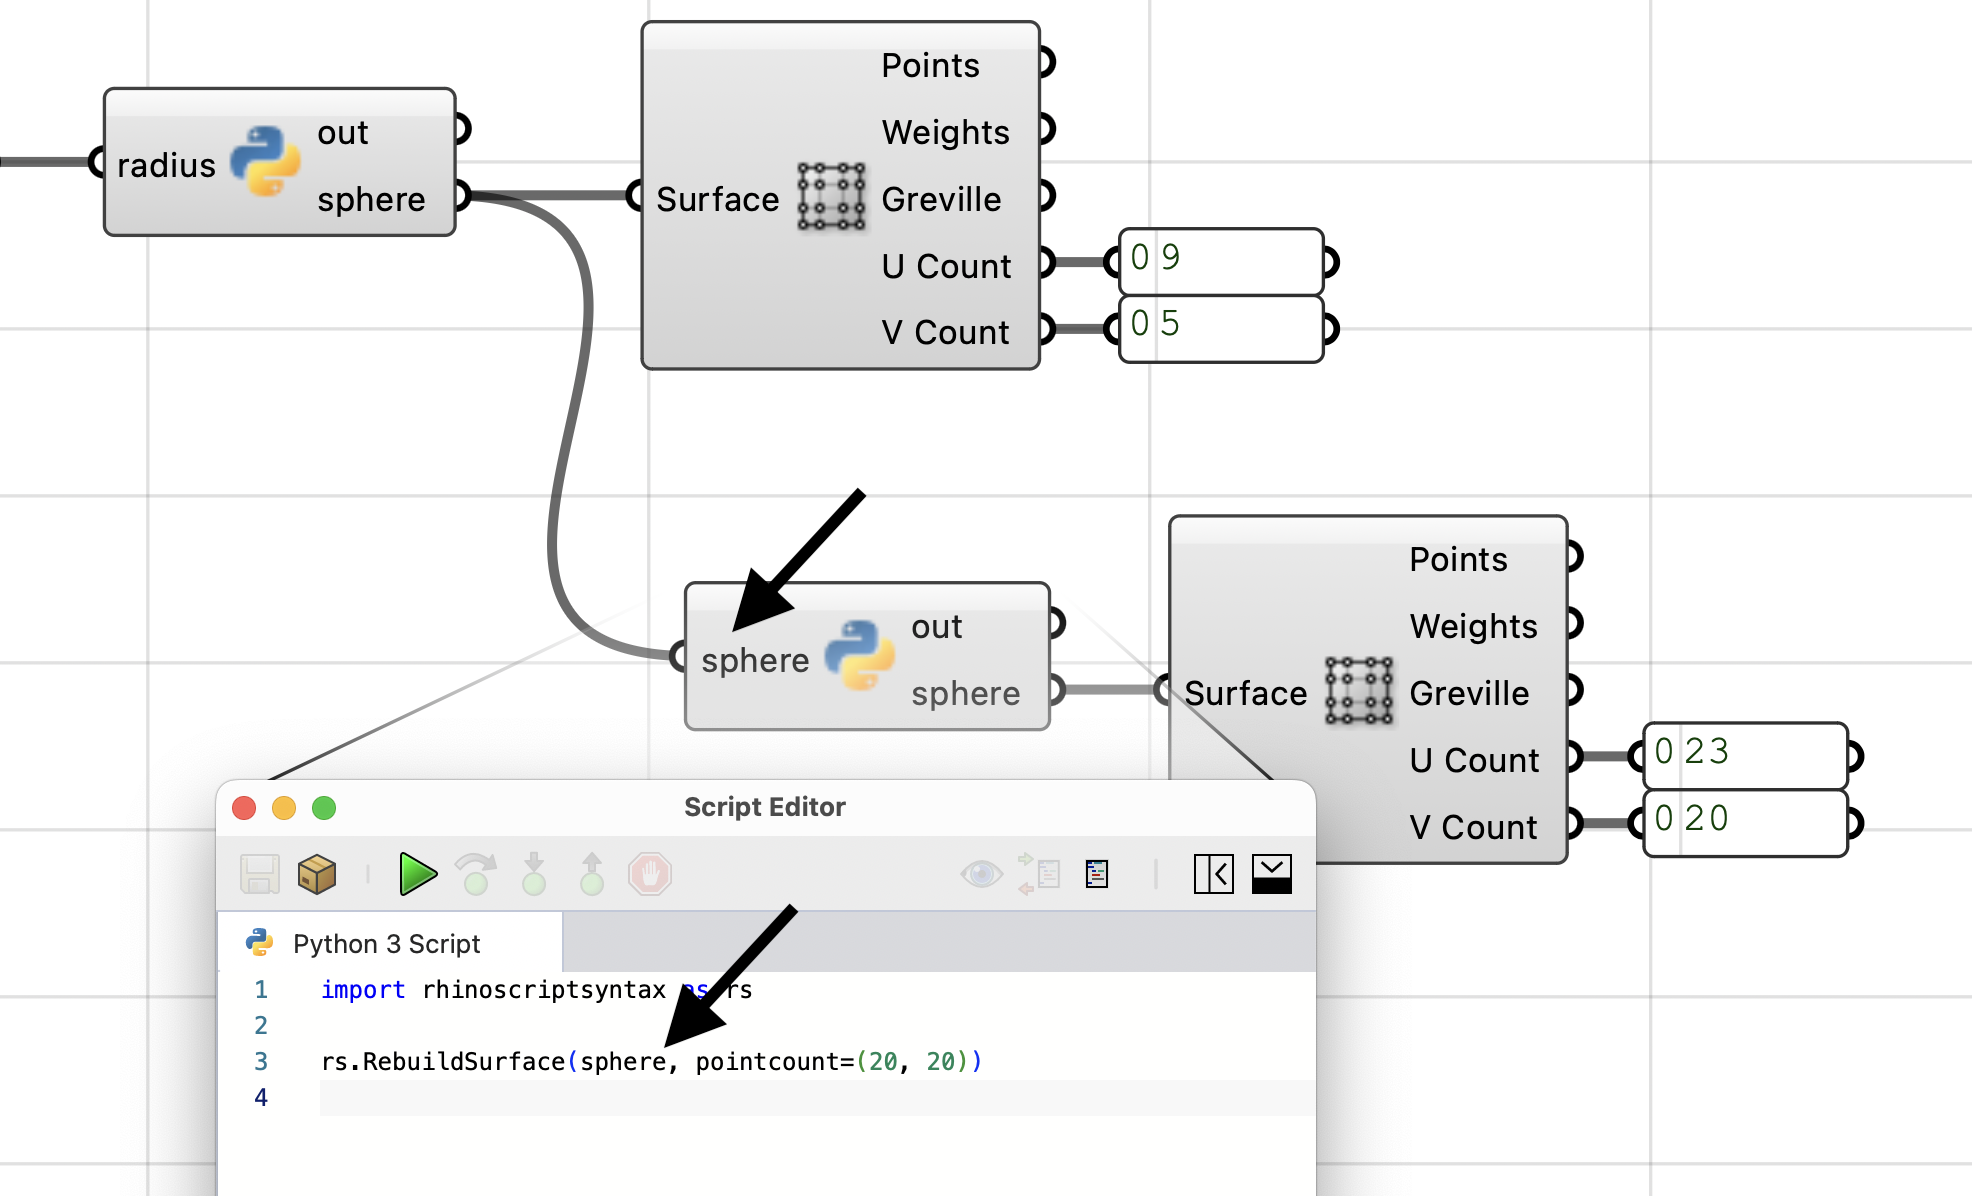 radius
out
sphere
Surface
Points
Weights
Greville
U Count
V Count
0 9
0 5
sphere
out
sphere
Surface
Points
Weights
Greville
U Count
V Count
0 23
0 20
Script Editor
Python 3 Script
1 import rhinoscriptsyntax as rs
2
3 rs.RebuildSurface(sphere, pointcount=(20, 20))
4